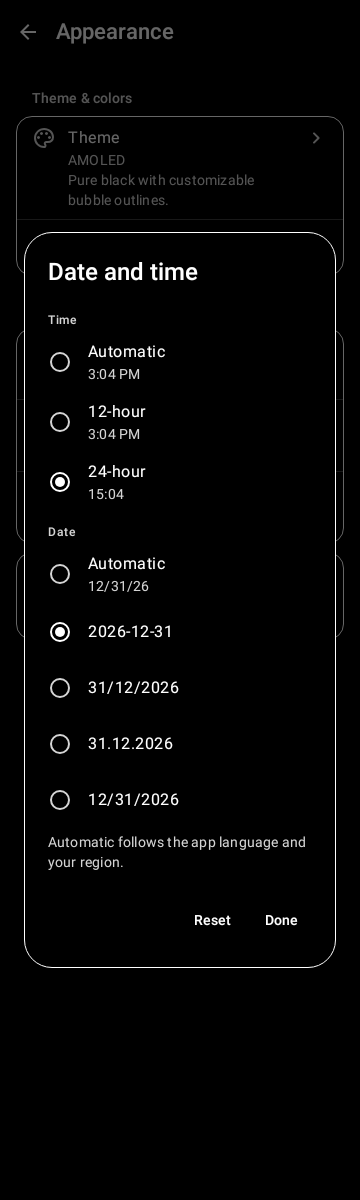 Appearance
Theme & colors
Theme
AMOLED
Pure black with customizable
bubble outlines.
Date and time
Time
Automatic
3:04 PM
12-hour
3:04 PM
24-hour
15:04
Date
Automatic
12/31/26
2026-12-31
31/12/2026
31.12.2026
12/31/2026
Automatic follows the app language and
your region.
Reset Done